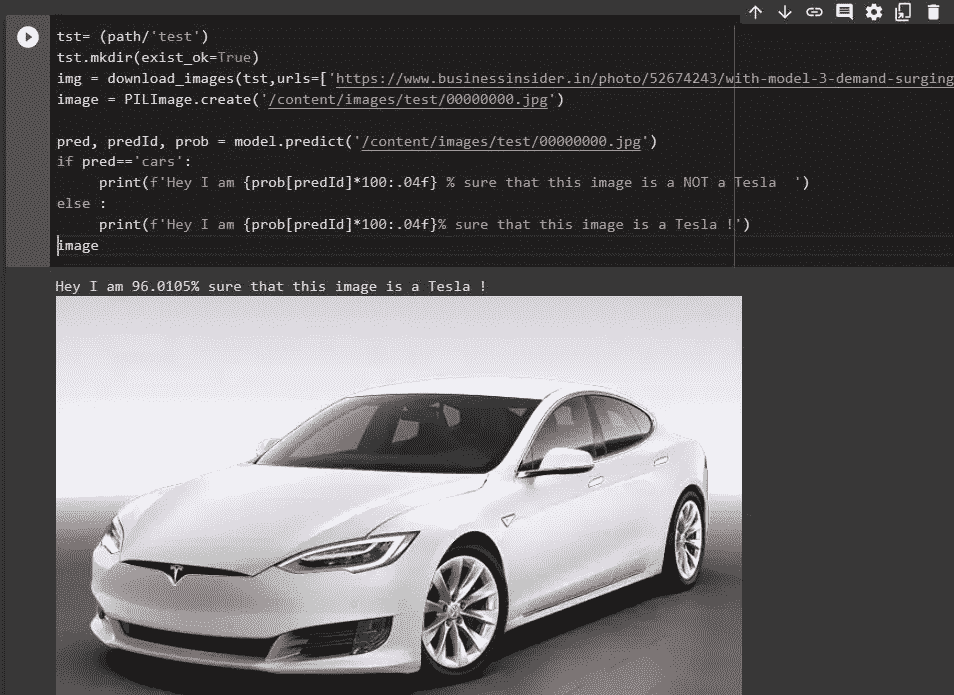 tst= (path/'test')
tst.mkdir(exist_ok=True)
img = download_images(tst,urls=['https://www.businessinsider.in/photo/52674243/with-model-3-demand-surging
image = PILImage.create('/content/images/test/00000000.jpg')
pred, predId, prob = model.predict('/content/images/test/00000000.jpg')
if pred=='cars':
print(f'Hey I am {prob[predId]*100:.04f} % sure that this image is a NOT a Tesla  ')
else :
print(f'Hey I am {prob[predId]*100:.04f}% sure that this image is a Tesla !')
image
Hey I am 96.0105% sure that this image is a Tesla !